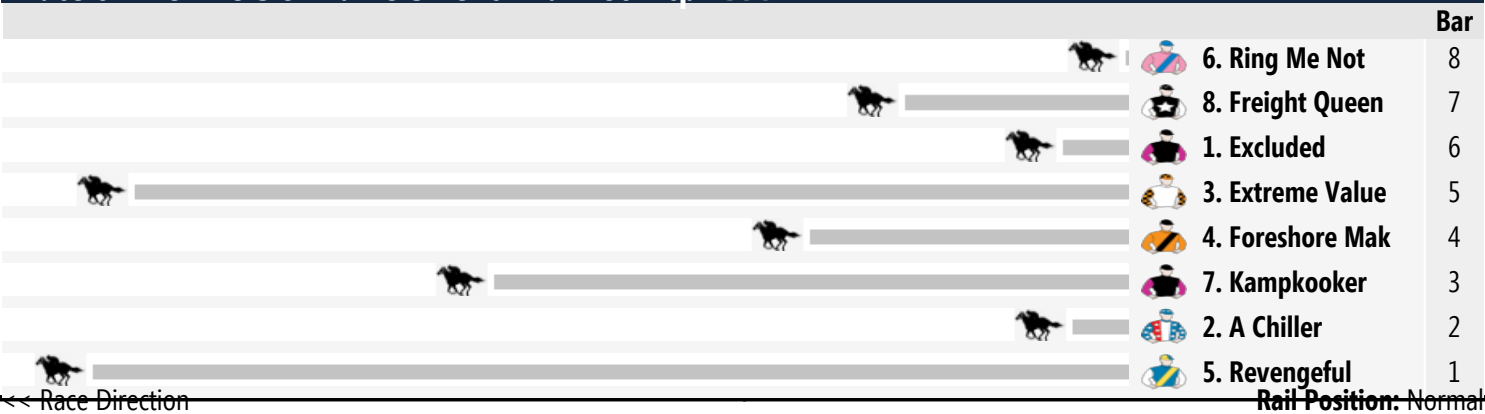 Bar
6. Ring Me Not 8
8. Freight Queen 7
1. Excluded 6
3. Extreme Value 5
4. Foreshore Mak 4
7. Kampkooker 3
2. A Chiller 2
5. Revengeful 1
<< Race Direction Rail Position: Normal